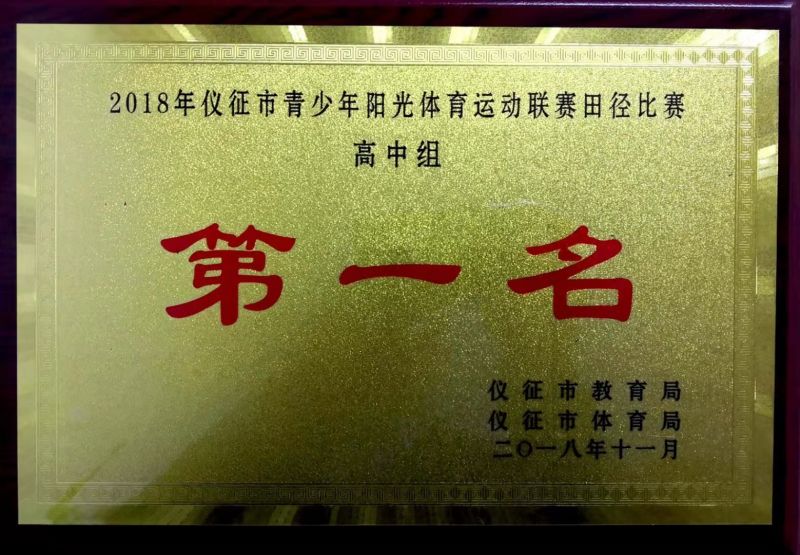 2018年仪征市青少年阳光体育运动联赛田径比赛
高中组
第一名
仪征市教育局
仪征市体育局
二〇一八年十一月